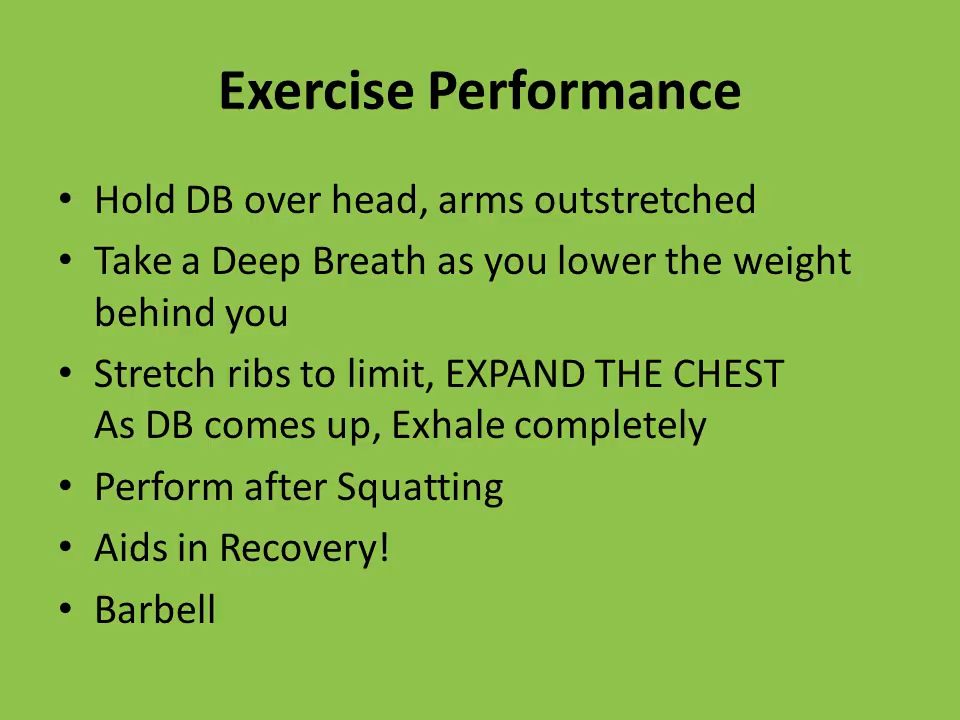 Exercise Performance
• Hold DB over head, arms outstretched
• Take a Deep Breath as you lower the weight
behind you
• Stretch ribs to limit, EXPAND THE CHEST
As DB comes up, Exhale completely
• Perform after Squatting
• Aids in Recovery!
• Barbell